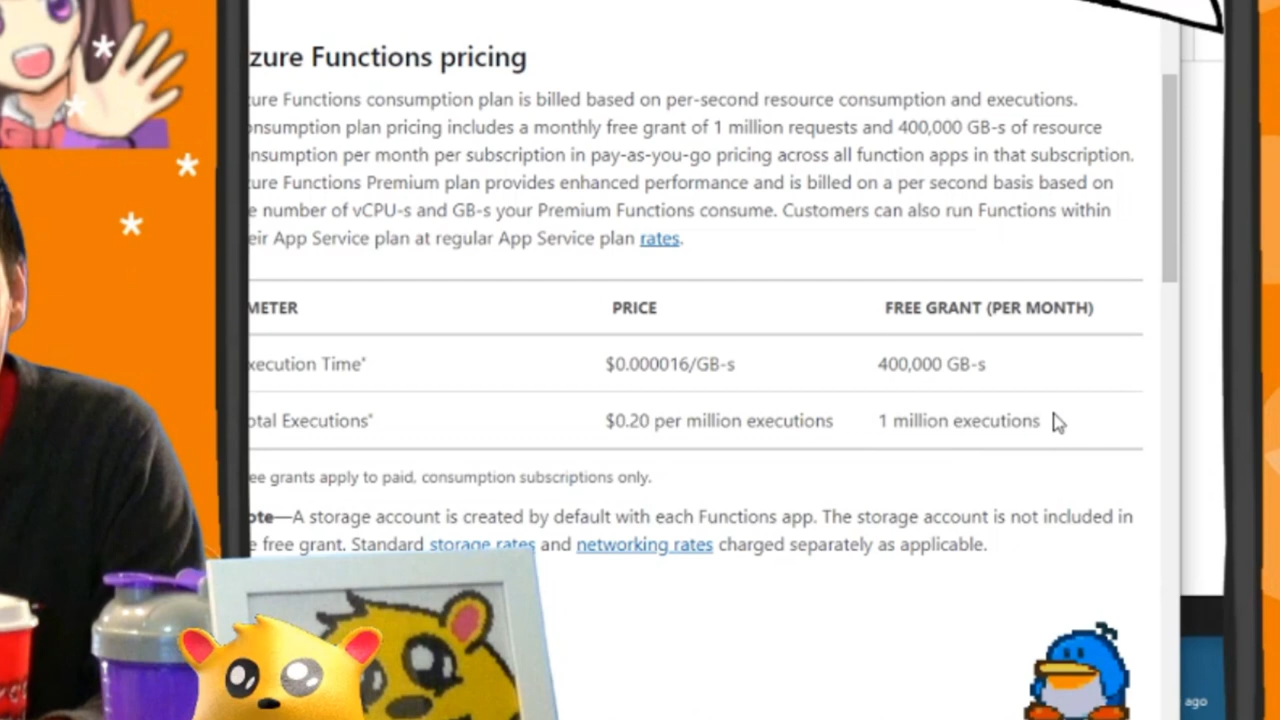 zure Functions pricing
ure Functions consumption plan is billed based on per-second resource consumption and executions.
nsumption plan pricing includes a monthly free grant of 1 million requests and 400,000 GB-s of resource
nsumption per month per subscription in pay-as-you-go pricing across all function apps in that subscription.
ure Functions Premium plan provides enhanced performance and is billed on a per second basis based on
e number of vCPU-s and GB-s your Premium Functions consume. Customers can also run Functions within
eir App Service plan at regular App Service plan rates.
METER PRICE FREE GRANT (PER MONTH)
xecution Time* $0.000016/GB-s 400,000 GB-s
otal Executions* $0.20 per million executions 1 million executions
ee grants apply to paid, consumption subscriptions only.
ote—A storage account is created by default with each Functions app. The storage account is not included in
e free grant. Standard storage rates and networking rates charged separately as applicable.
ago